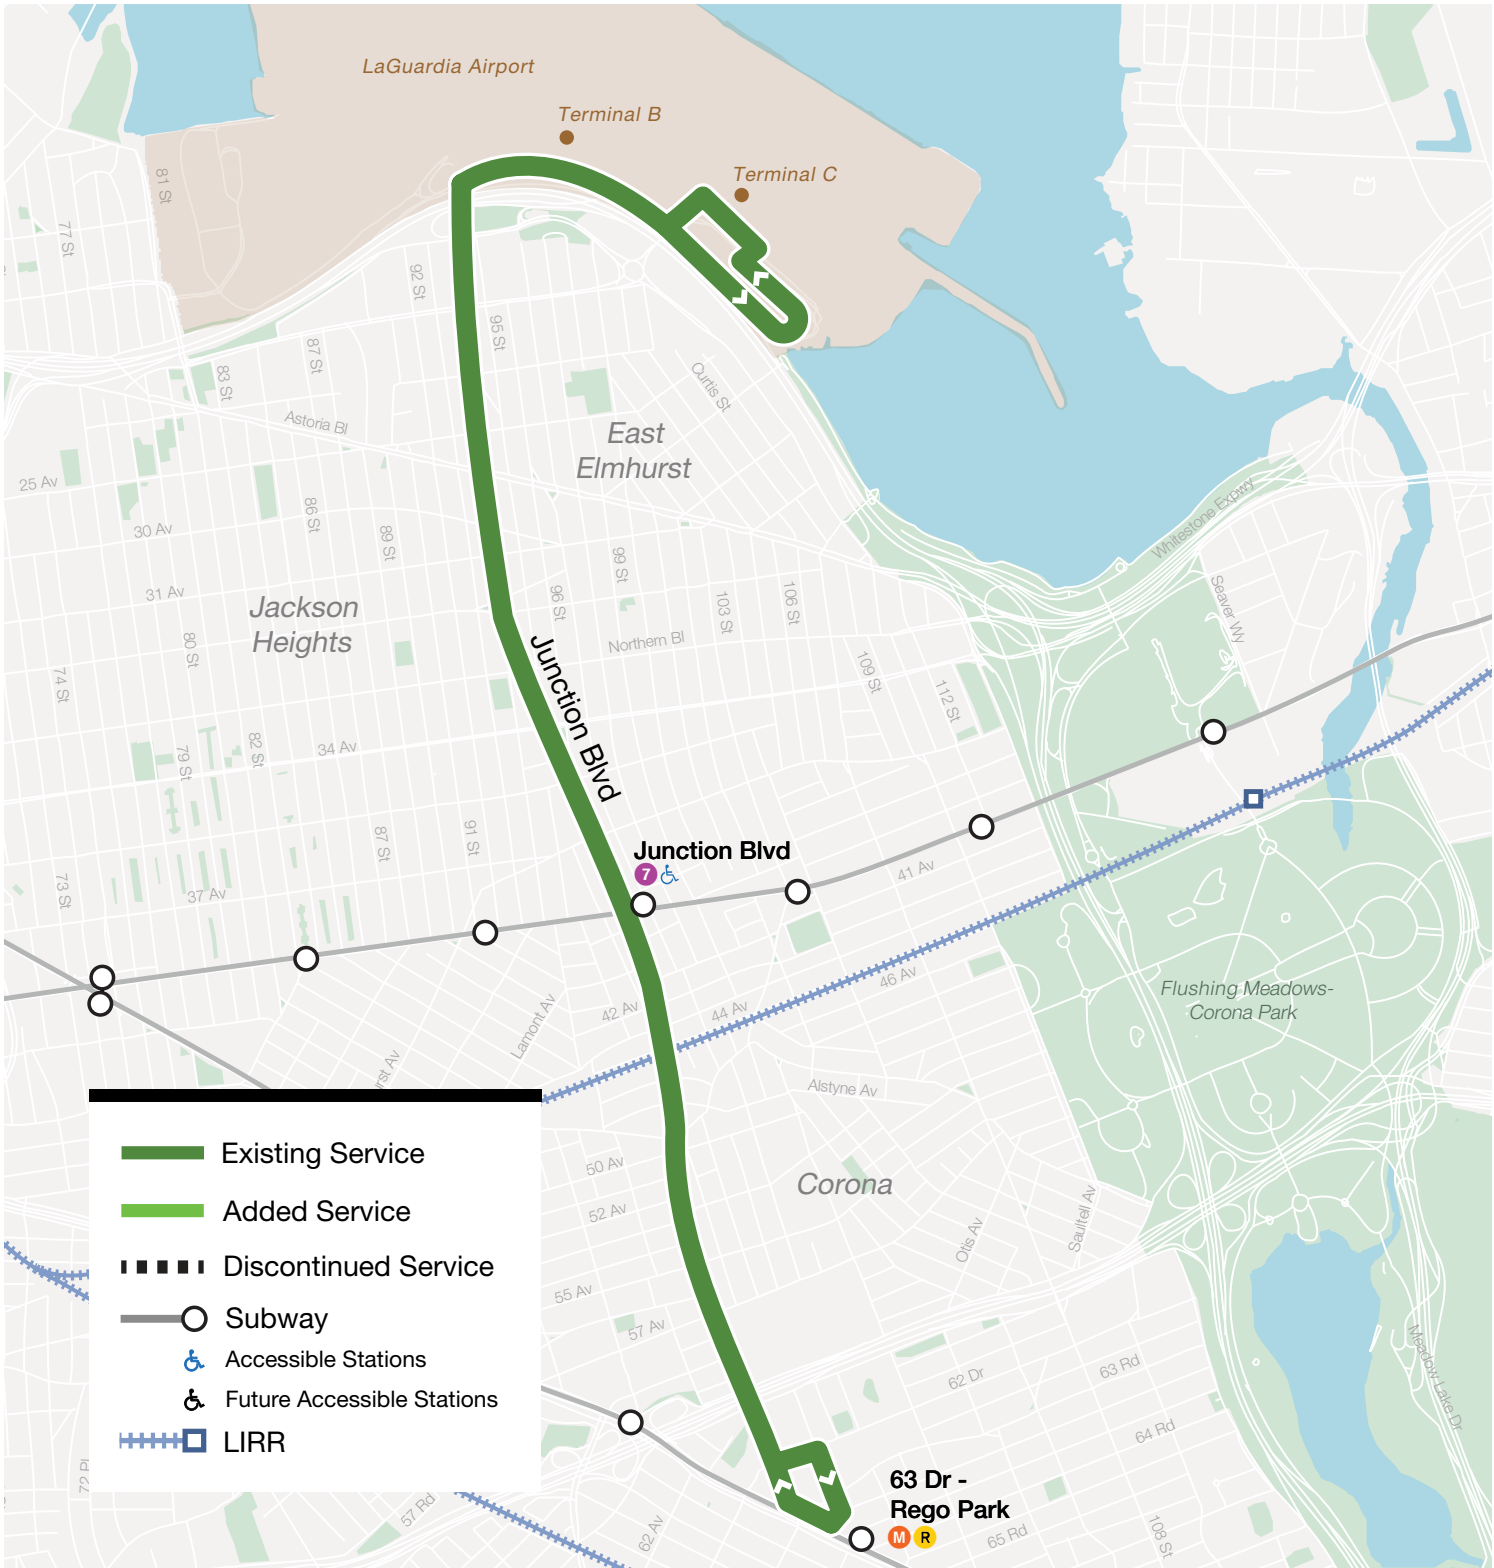 LaGuardia Airport
Terminal B
Terminal C
81 St
77 St
92 St
95 St
87 St
83 St
Curtis St
Astoria Bl
East
Elmhurst
25 Av
86 St
30 Av
89 St
Whitestone Expwy
99 St
96 St
103 St
106 St
Seaver Wy
31 Av
Jackson
Heights
80 St
Northern Bl
Junction Blvd
109 St
112 St
74 St
79 St
82 St
34 Av
87 St
91 St
Junction Blvd
7
41 Av
73 St
37 Av
46 Av
42 Av
44 Av
Lamont Av
Flushing Meadows-
Corona Park
rst Av
Alstyne Av
Existing Service
Added Service
Discontinued Service
Subway
Accessible Stations
Future Accessible Stations
LIRR
50 Av
52 Av
Corona
Otis Av
Saultell Av
55 Av
57 Av
62 Dr
63 Rd
Meadow Lake Dr
64 Rd
72 Pl
57 Rd
62 Av
63 Dr -
Rego Park
M R
65 Rd
108 St